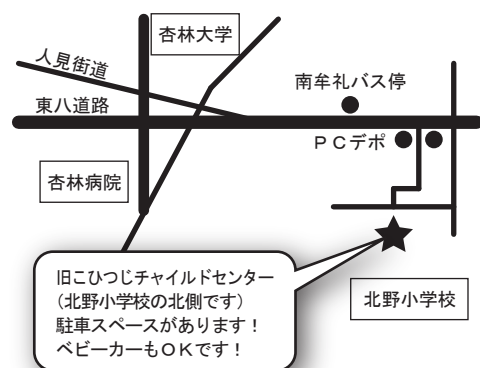 杏林大学
人見街道
南牟礼バス停
東八道路
ＰＣデポ
杏林病院
旧こひつじチャイルドセンター
（北野小学校の北側です）
駐車スペースがあります！
ベビーカーもＯＫです！
北野小学校